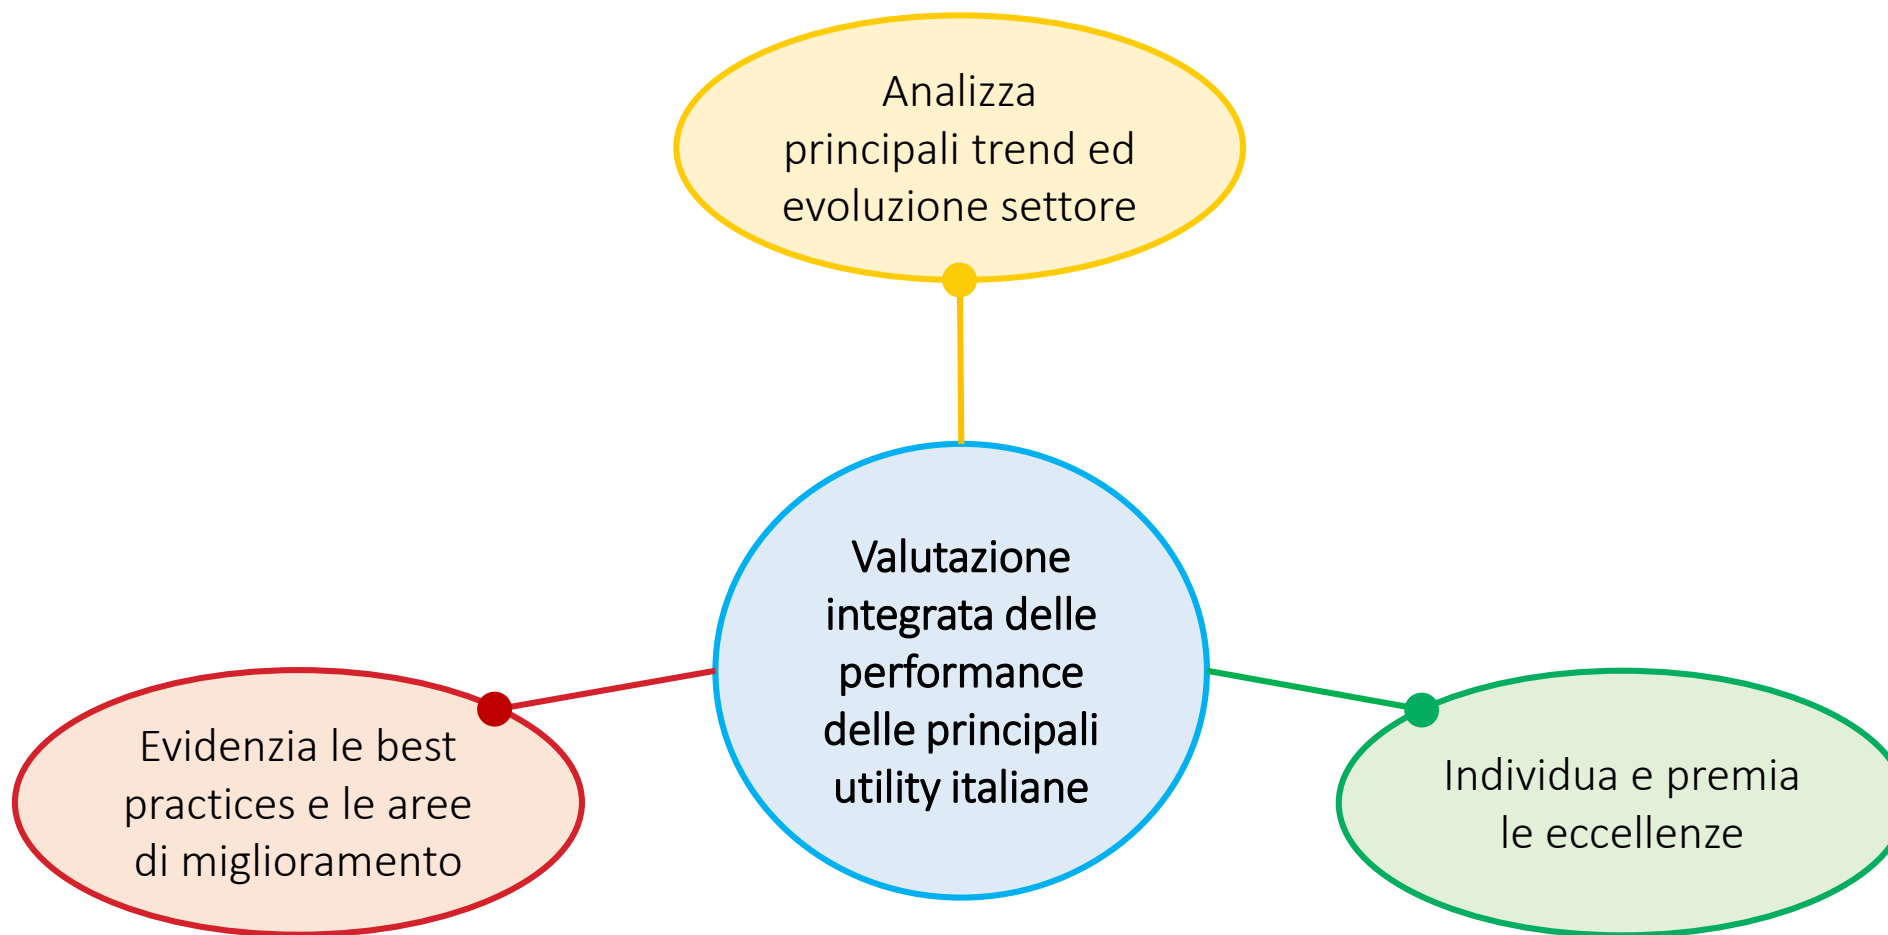 Analizza
principali trend ed
evoluzione settore
Valutazione
integrata delle
performance
delle principali
utility italiane
Evidenzia le best
practices e le aree
di miglioramento
Individua e premia
le eccellenze